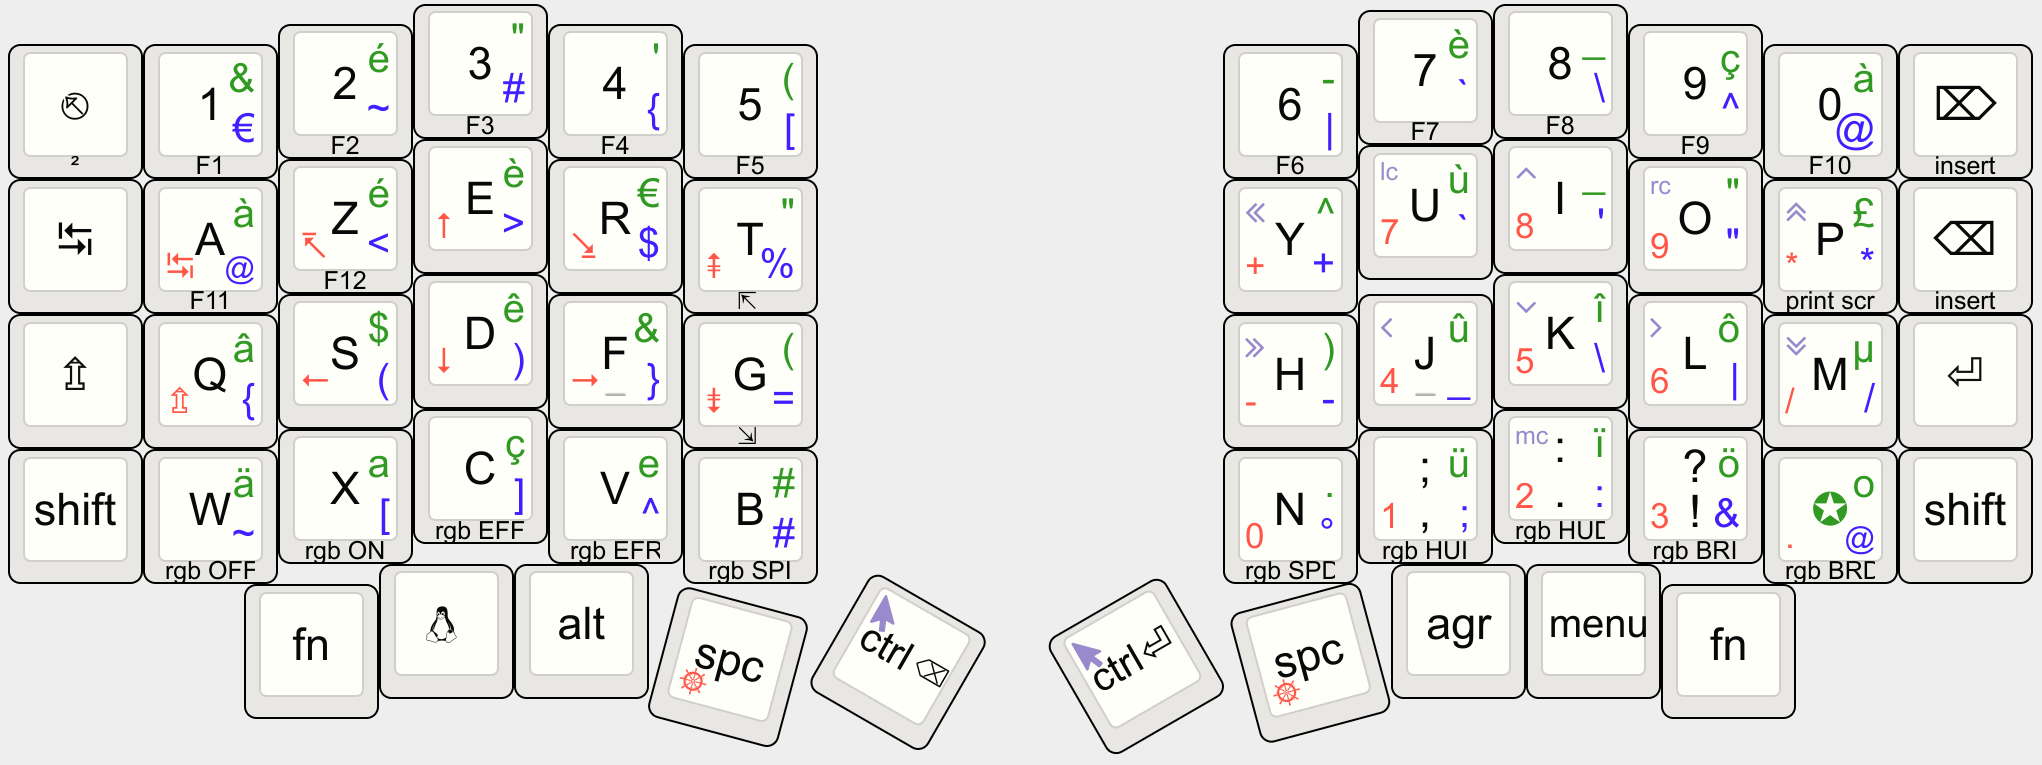 1 & € F1
2 é ~ F2
3 " # F3
4 ' { F4
5 ( [ F5
²
6 - | F6
7 è ` F7
8 _ \ F8
9 ç ^ F9
0 à @ F10
insert
A à @ F11
Z é < F12
E è >
R € $
T " %
Y ^ + +
lc U ù 7 `
I _ 8 '
rc O " 9 "
P £ * * print scr
insert
Q â {
S $ (
D ê )
F & _ }
G ( =
H ) - -
J û 4 _ _
K î 5 \
L ô 6 |
M µ / /
shift
W ä ~ rgb OFF
X a [ rgb ON
C ç ] rgb EFF
V e ^ rgb EFR
B # # rgb SPI
N . 0 ° rgb SPD
; ü 1 , ; rgb HUI
mc : ï 2 . : rgb HUD
? ö 3 ! & rgb BRI
o . @ rgb BRD
shift
fn
alt
spc
ctrl
ctrl
spc
agr
menu
fn